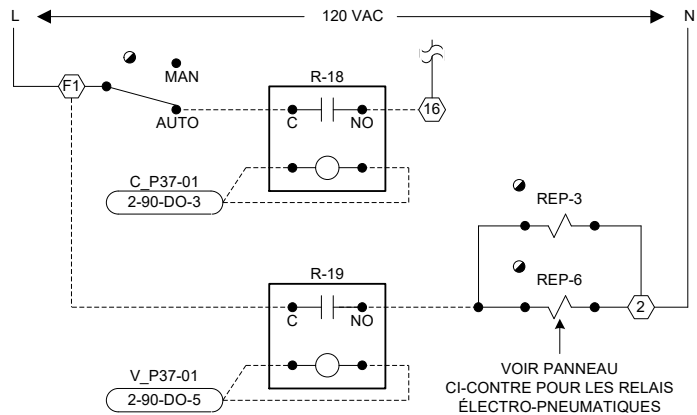 L
120 VAC
N
MAN
F1
AUTO
R-18
C
NO
16
C_P37-01
2-90-DO-3
REP-3
REP-6
2
R-19
C
NO
V_P37-01
2-90-DO-5
VOIR PANNEAU
CI-CONTRE POUR LES RELAIS
ÉLECTRO-PNEUMATIQUES